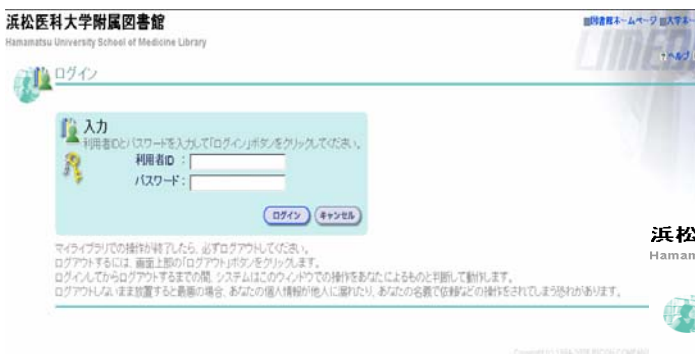 浜松医科大学附属図書館
Hamamatsu University School of Medicine Library
図書館ホームページ 大学ホー
ヘルプ
LIMED
ログイン
入力
利用者IDとパスワードを入力して「ログイン」ボタンをクリックしてください。
利用者ID :
パスワード :
ログイン キャンセル
マイライブラリでの操作が終了したら、必ずログアウトしてください。
ログアウトするには、画面上部の「ログアウト」ボタンをクリックします。
ログインしてからログアウトするまでの間、システムはこのウィンドウでの操作をあなたによるものと判断して動作します。
ログアウトしないまま放置すると最悪の場合、あなたの個人情報が他人に漏れたり、あなたの名義で依頼などの操作をされてしまう恐れがあります。
浜松
Haman